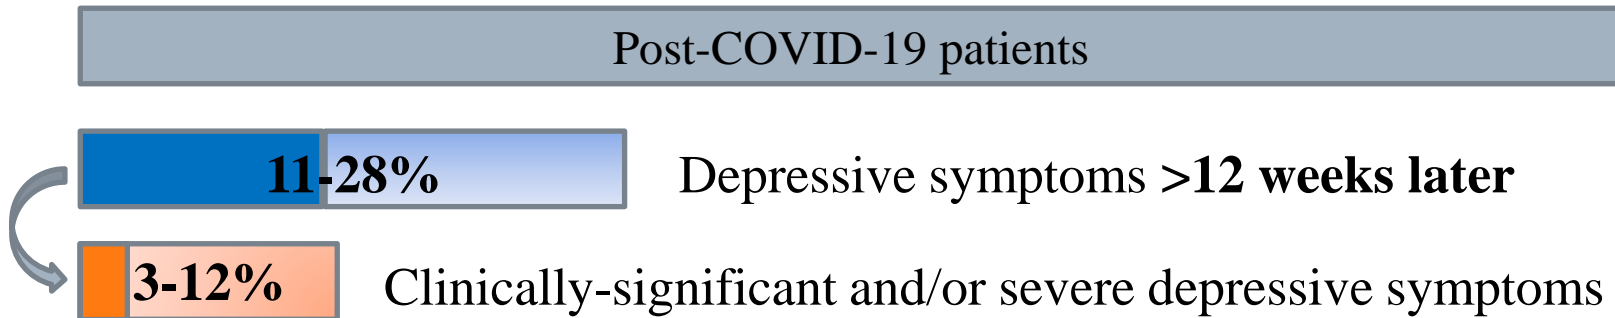 Post-COVID-19 patients
11-28% Depressive symptoms >12 weeks later
3-12% Clinically-significant and/or severe depressive symptoms